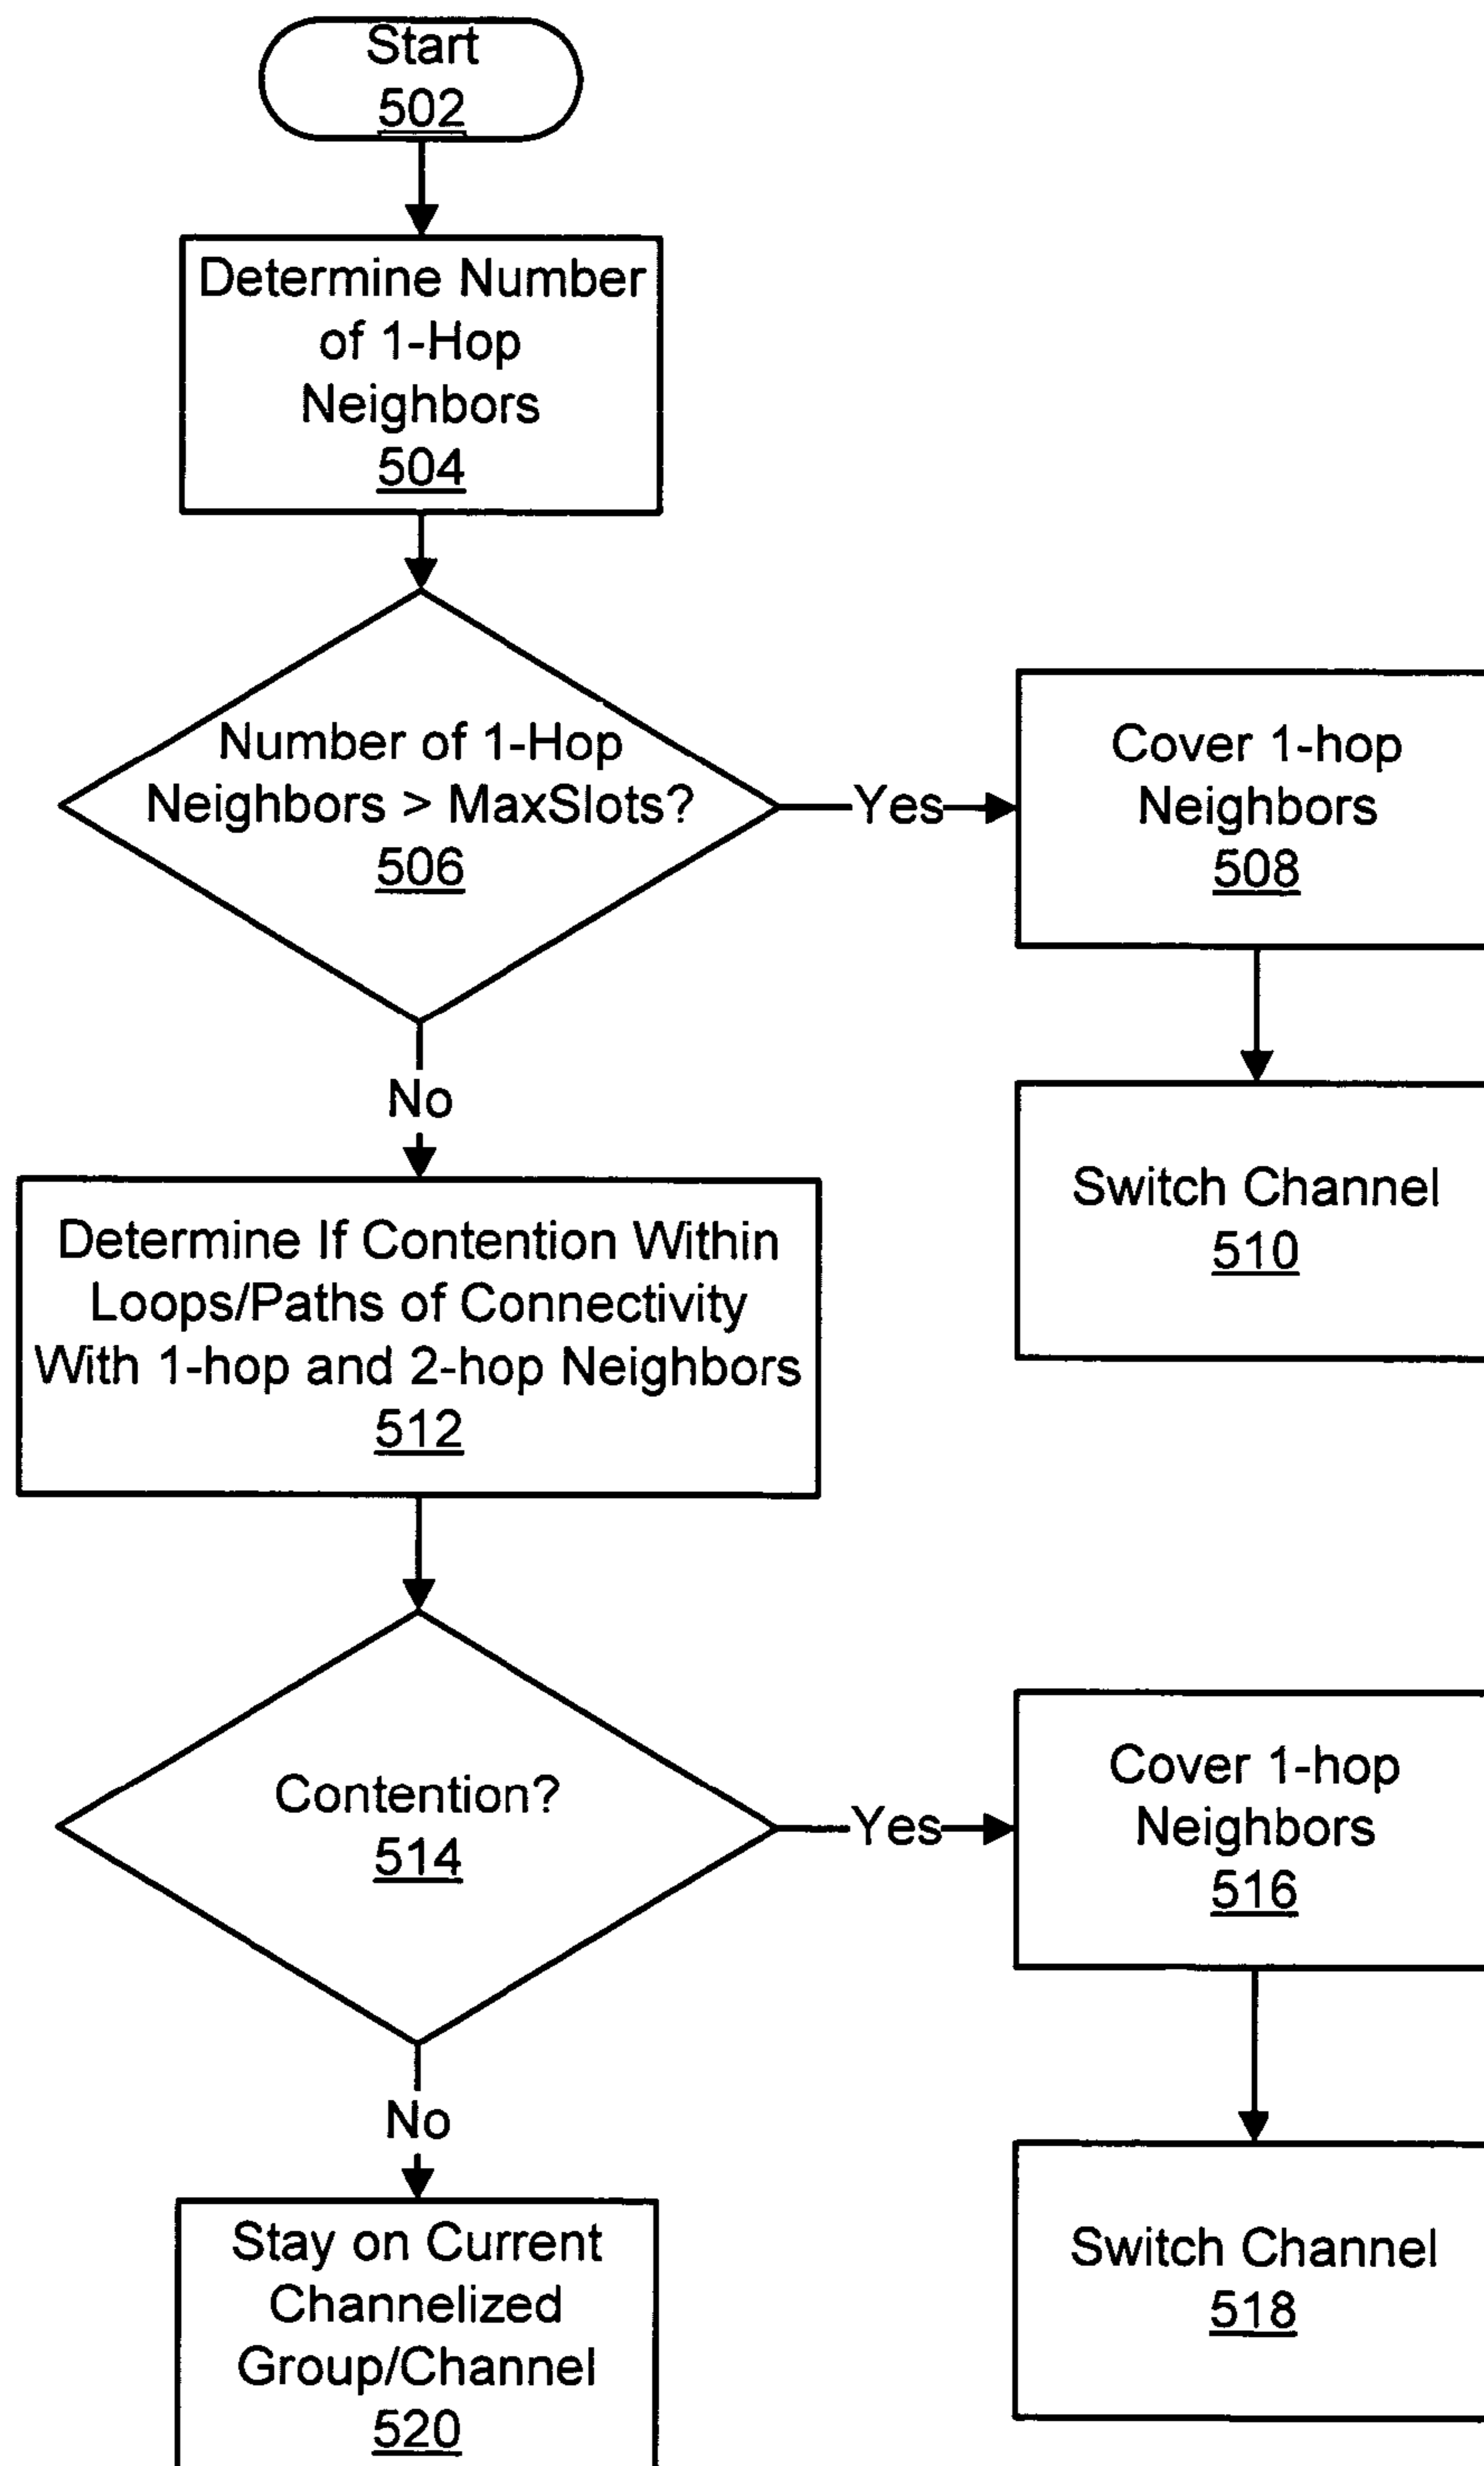 Start
502
Determine Number
of 1-Hop
Neighbors
504
Number of 1-Hop
Neighbors > MaxSlots?
506
Yes
Cover 1-hop
Neighbors
508
Switch Channel
510
No
Determine If Contention Within
Loops/Paths of Connectivity
With 1-hop and 2-hop Neighbors
512
Contention?
514
Yes
Cover 1-hop
Neighbors
516
Switch Channel
518
No
Stay on Current
Channelized
Group/Channel
520